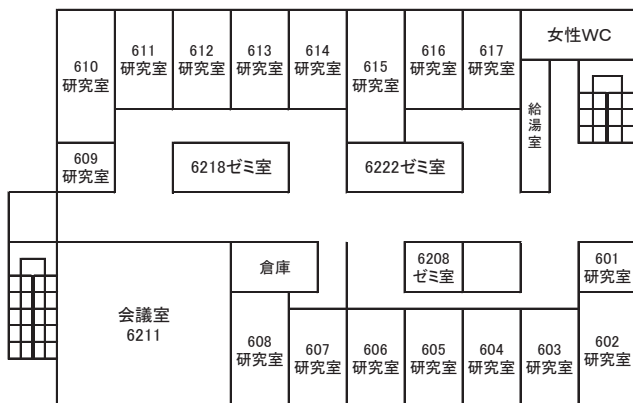 610
研究室
611
研究室
612
研究室
613
研究室
614
研究室
615
研究室
616
研究室
617
研究室
女性WC
給湯室
609
研究室
6218ゼミ室
6222ゼミ室
倉庫
6208
ゼミ室
601
研究室
会議室
6211
608
研究室
607
研究室
606
研究室
605
研究室
604
研究室
603
研究室
602
研究室